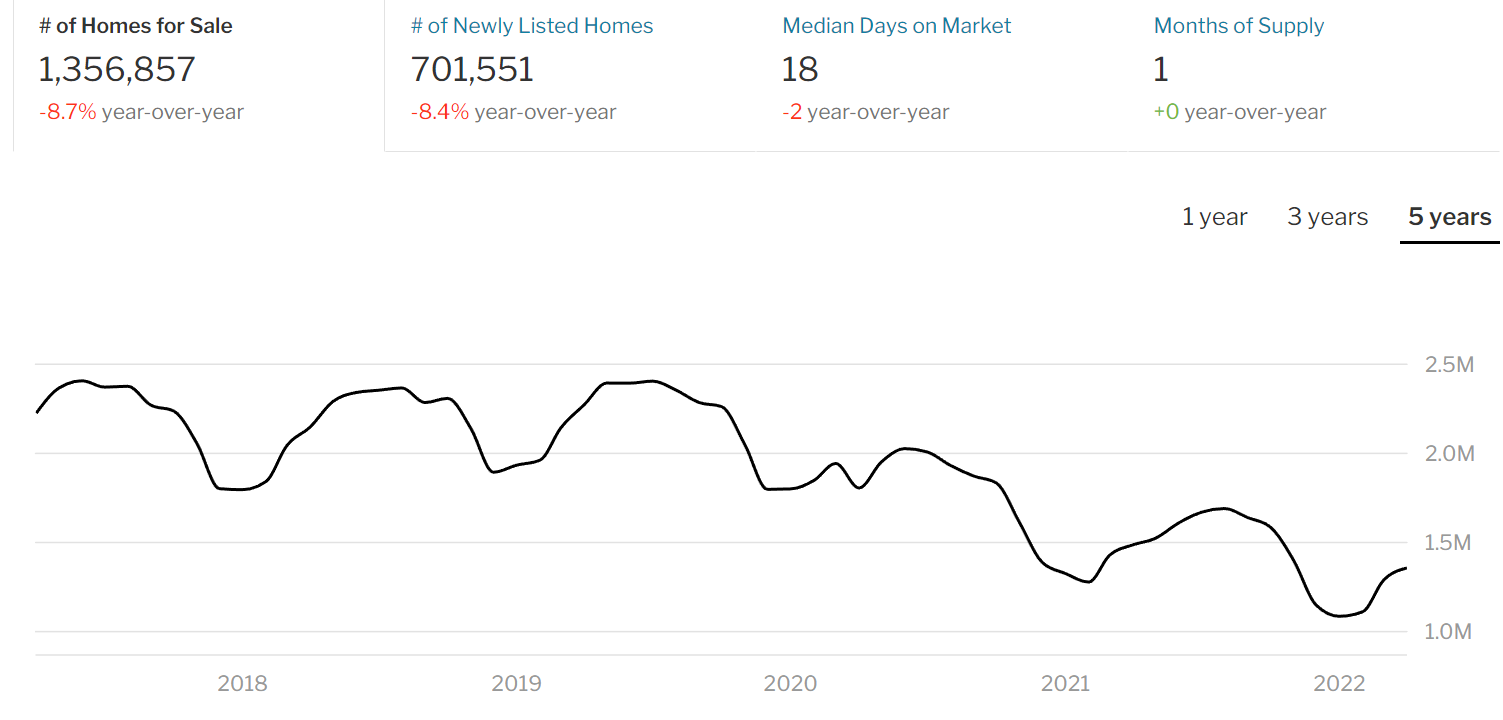 # of Homes for Sale
1,356,857
-8.7% year-over-year
# of Newly Listed Homes
701,551
-8.4% year-over-year
Median Days on Market
18
-2 year-over-year
Months of Supply
1
+0 year-over-year
1 year
3 years
5 years
2.5M
2.0M
1.5M
1.0M
2018
2019
2020
2021
2022